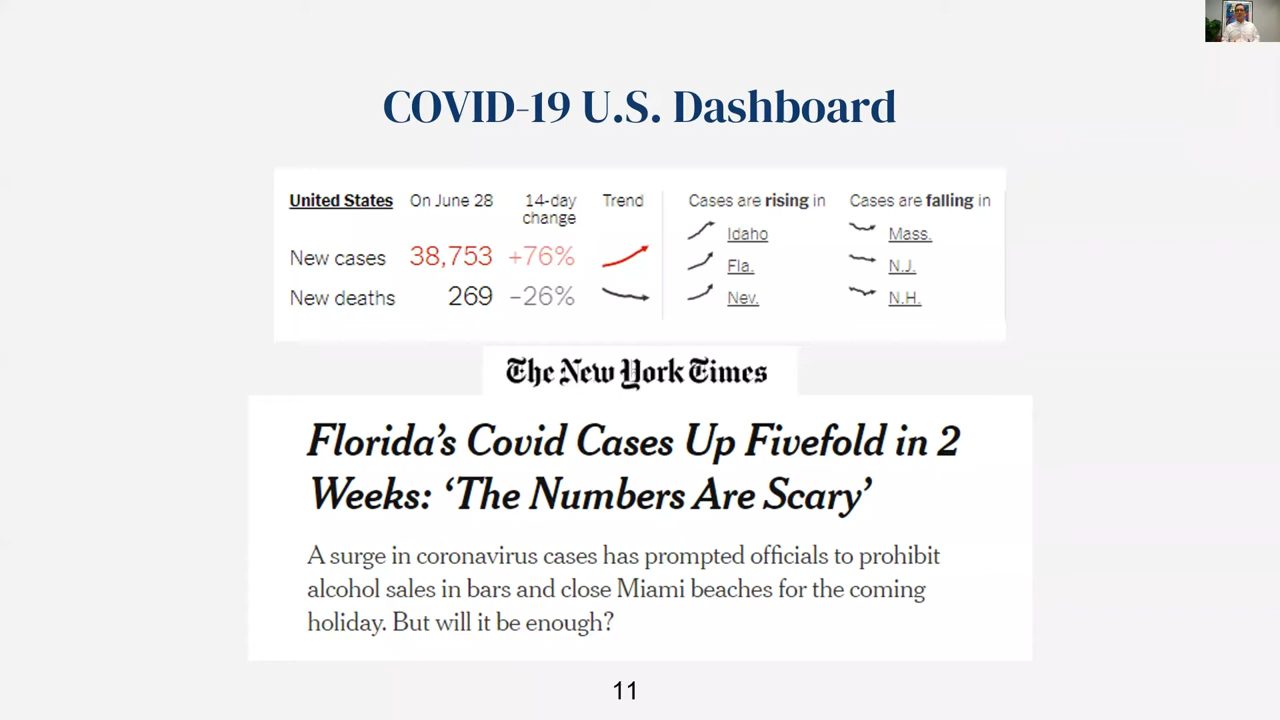 COVID-19 U.S. Dashboard
United States On June 28 14-day change Trend Cases are rising in Cases are falling in
New cases 38,753 +76%
New deaths 269 –26%
Idaho Mass.
Fla. N.J.
Nev. N.H.
The New York Times
Florida's Covid Cases Up Fivefold in 2
Weeks: 'The Numbers Are Scary'
A surge in coronavirus cases has prompted officials to prohibit
alcohol sales in bars and close Miami beaches for the coming
holiday. But will it be enough?
11